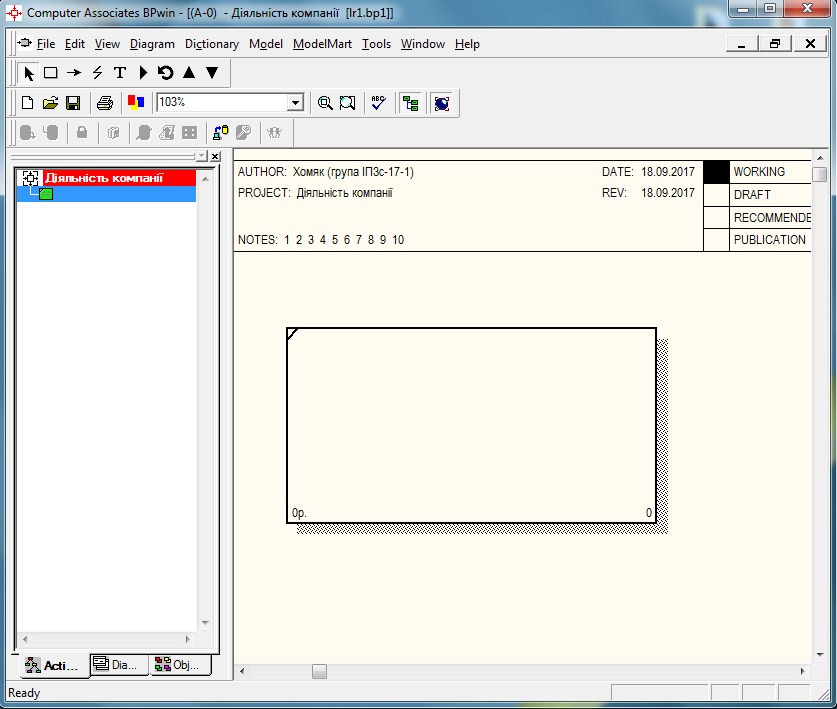 Computer Associates BPwin - [(A-0) - Діяльність компанії [lr1.bp1]]
File Edit View Diagram Dictionary Model ModelMart Tools Window Help
T
103%
ABC
Діяльність компанії
AUTHOR: Хомяк (група ІПЗс-17-1) DATE: 18.09.2017 WORKING
PROJECT: Діяльність компанії REV: 18.09.2017 DRAFT
RECOMMENDE
NOTES: 1 2 3 4 5 6 7 8 9 10 PUBLICATION
0р. 0
Acti... Dia... Obj...
Ready